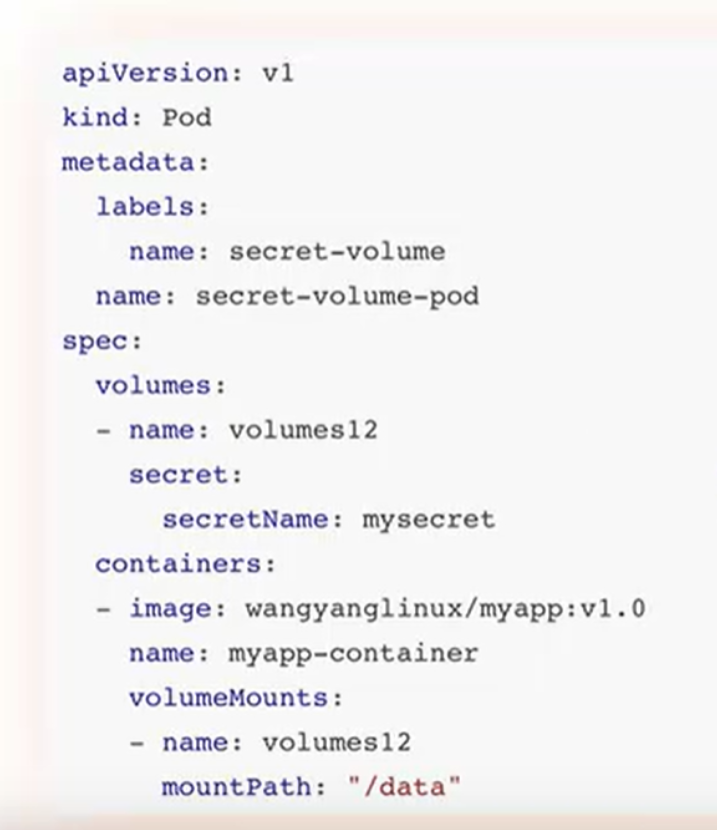 apiVersion: v1
kind: Pod
metadata:
  labels:
    name: secret-volume
  name: secret-volume-pod
spec:
  volumes:
  - name: volumes12
    secret:
      secretName: mysecret
  containers:
  - image: wangyanglinux/myapp:v1.0
    name: myapp-container
    volumeMounts:
    - name: volumes12
      mountPath: "/data"